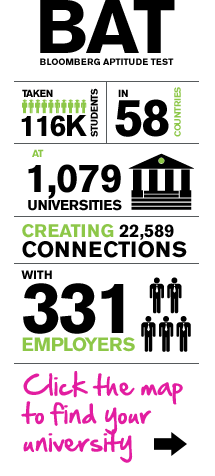 BAT
BLOOMBERG APTITUDE TEST
TAKEN
116K
STUDENTS
IN
58
COUNTRIES
AT
1,079
UNIVERSITIES
CREATING 22,589
CONNECTIONS
WITH
331
EMPLOYERS
Click the map
to find your
university